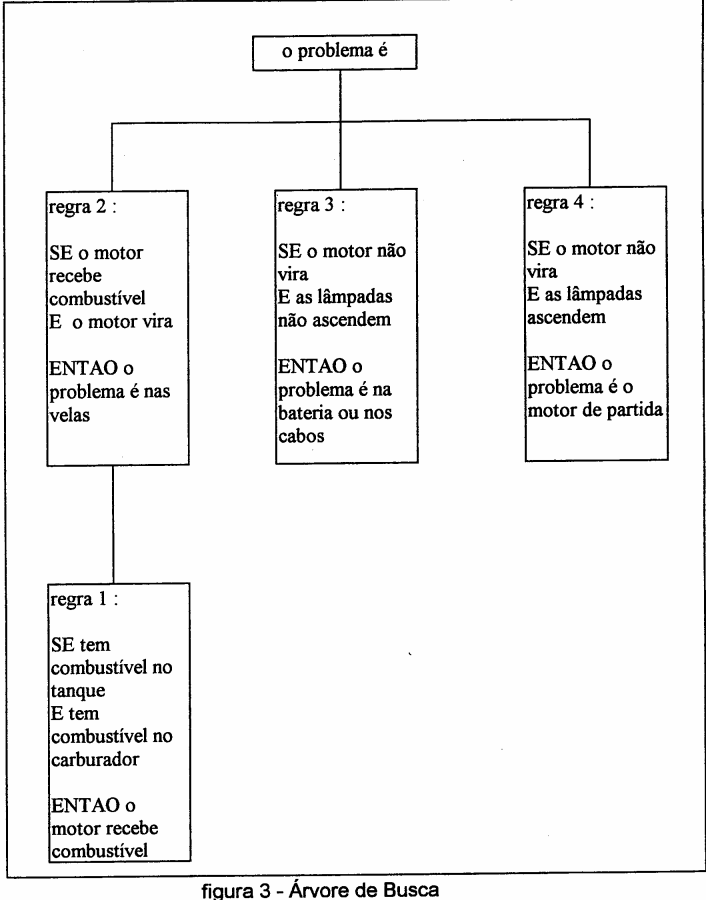 o problema é
regra 2 :
SE o motor
recebe
combustível
E o motor vira
ENTAO o
problema é nas
velas
regra 3 :
SE o motor não
vira
E as lâmpadas
não ascendem
ENTAO o
problema é na
bateria ou nos
cabos
regra 4 :
SE o motor não
vira
E as lâmpadas
ascendem
ENTAO o
problema é o
motor de partida
regra 1 :
SE tem
combustível no
tanque
E tem
combustível no
carburador
ENTAO o
motor recebe
combustível
figura 3 - Árvore de Busca